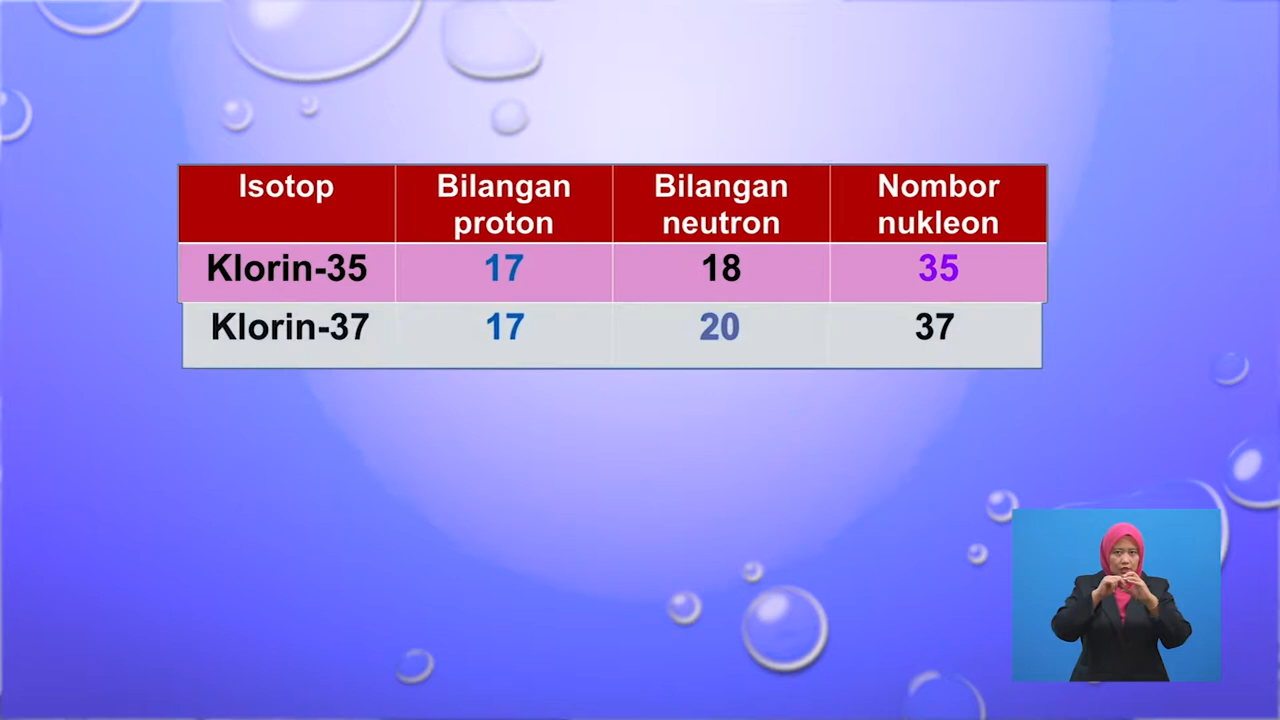 Isotop Bilangan proton Bilangan neutron Nombor nukleon
Klorin-35 17 18 35
Klorin-37 17 20 37